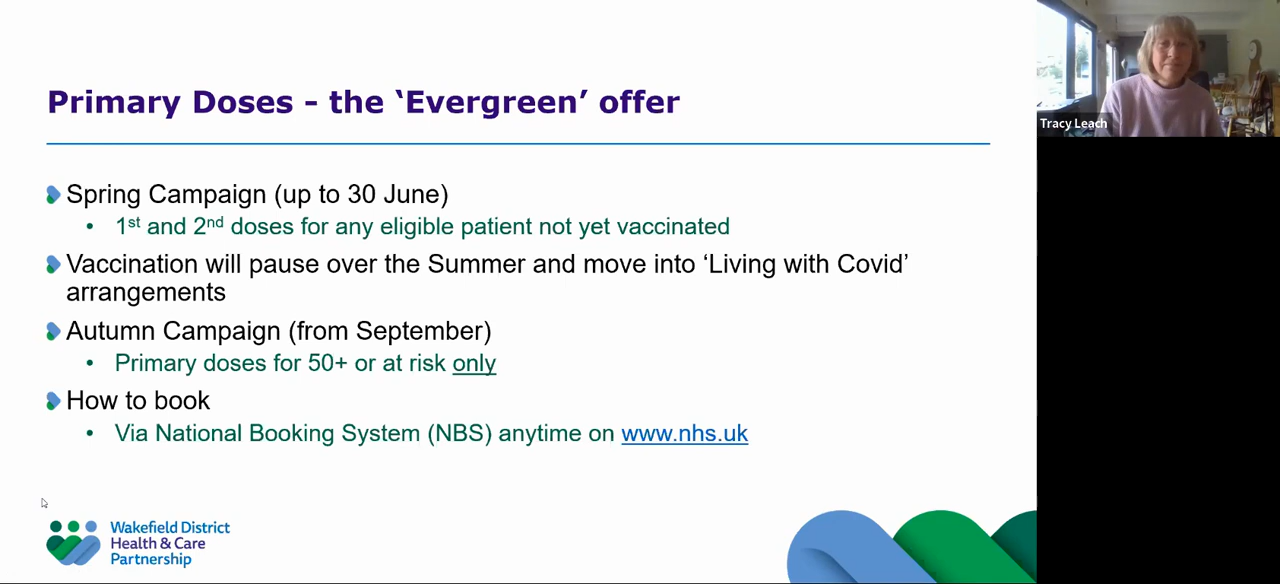 Primary Doses - the ‘Evergreen’ offer
Spring Campaign (up to 30 June)
• 1st and 2nd doses for any eligible patient not yet vaccinated
Vaccination will pause over the Summer and move into ‘Living with Covid’
arrangements
Autumn Campaign (from September)
• Primary doses for 50+ or at risk only
How to book
• Via National Booking System (NBS) anytime on www.nhs.uk
Wakefield District
Health & Care
Partnership
Tracy Leach